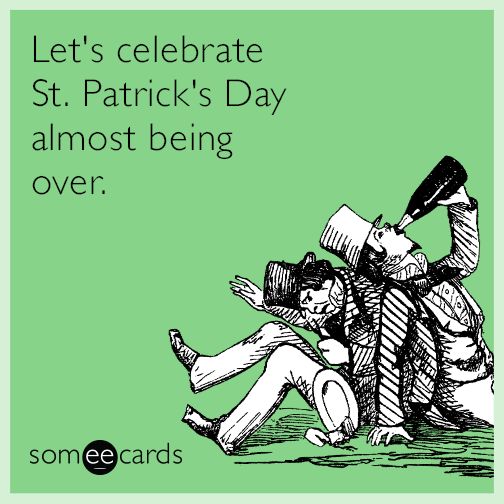 Let's celebrate
St. Patrick's Day
almost being
over.
someecards